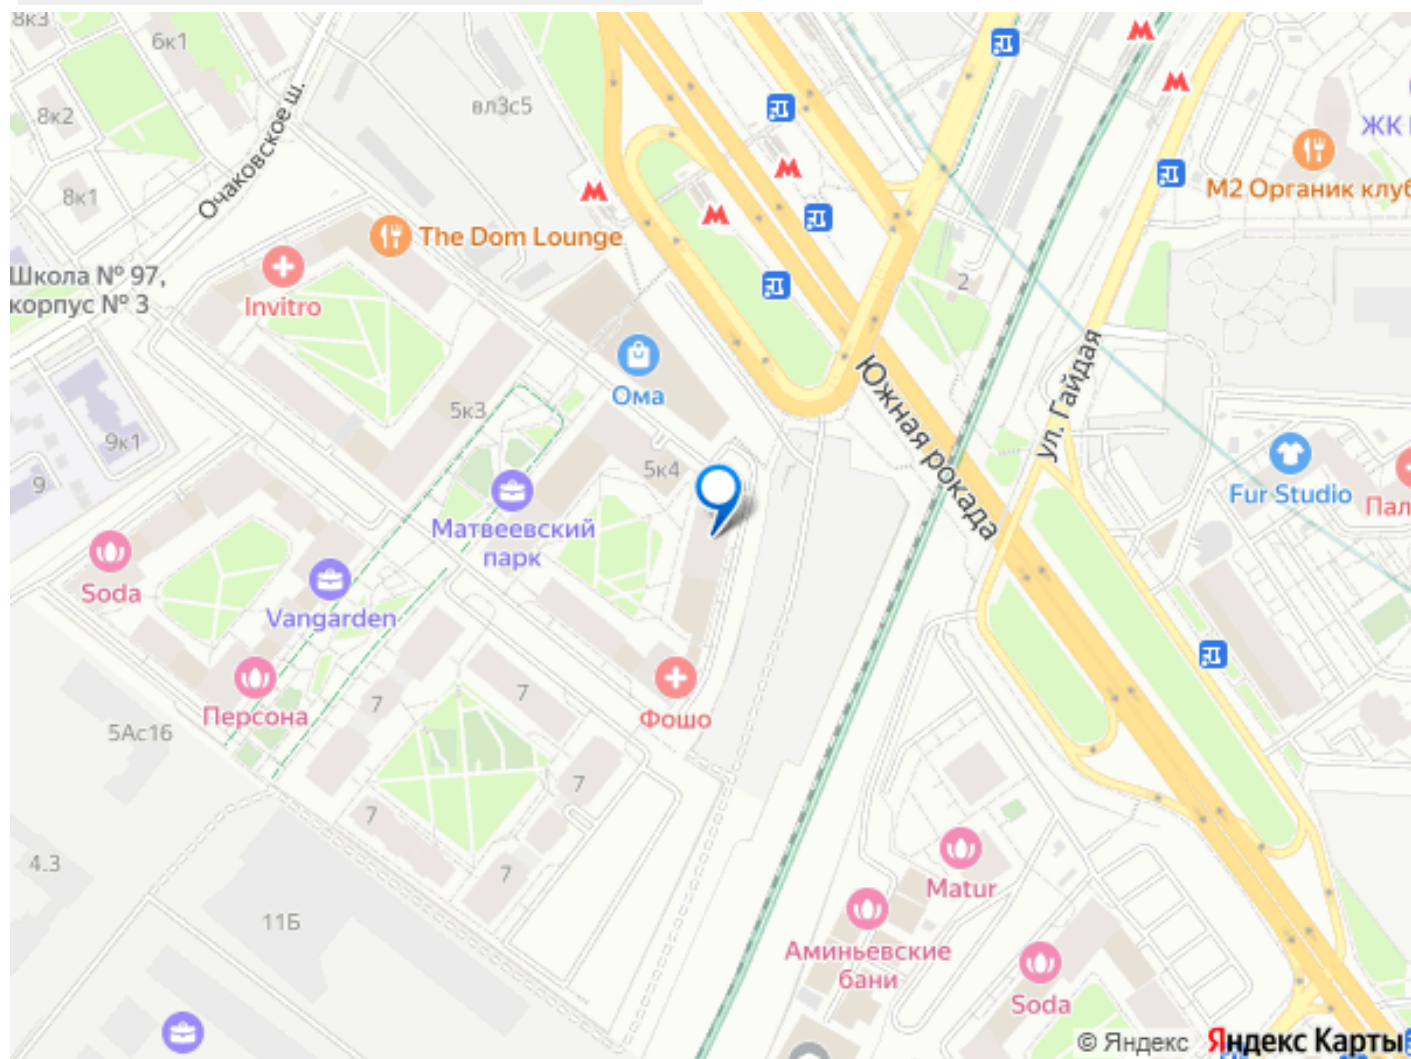 8к3
6к1
8к2
вл3с5
Очаковское ш.
8к1
ЖК
М2 Органик клуб
The Dom Lounge
Школа № 97,
корпус № 3
Invitro
2
Ома
Южная рокада
ул. Гайдая
5к3
9к1
9
5к4
Матвеевский
парк
Fur Studio
Пал
Soda
Vangarden
7
Персона
7
Фошо
5Ас16
7
7
4.3
7
11Б
Matur
Аминьевские
бани
Soda
© Яндекс Яндекс Карты